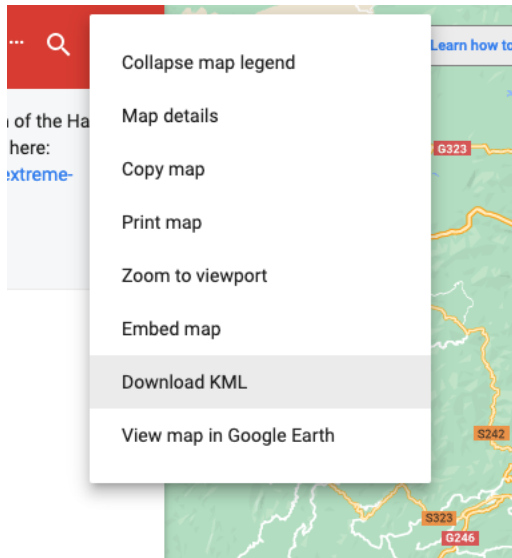 ...
Collapse map legend
Learn how to
Map details
of the Ha
here:
extreme-
Copy map
Print map
Zoom to viewport
Embed map
Download KML
View map in Google Earth
G323
S242
S323
G246